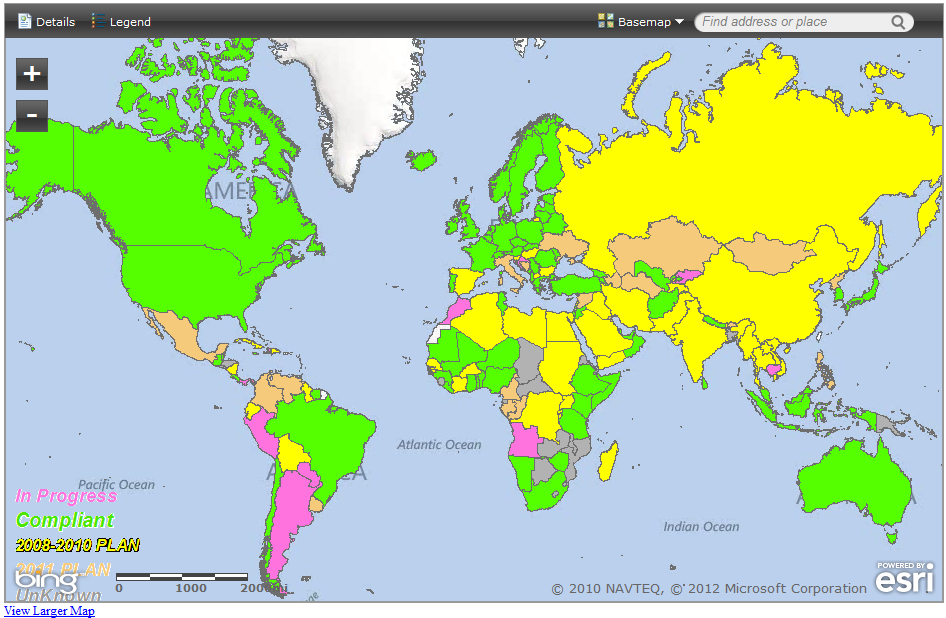 Details Legend Basemap Find address or place
+
-
AMERICA
Atlantic Ocean
Pacific Ocean
In Progress
Compliant
Indian Ocean
2008-2010 PLAN
2011 PLAN
bing
UnKnown
0 1000 2000mi
© 2010 NAVTEQ, © 2012 Microsoft Corporation
POWERED BY
esri
View Larger Map